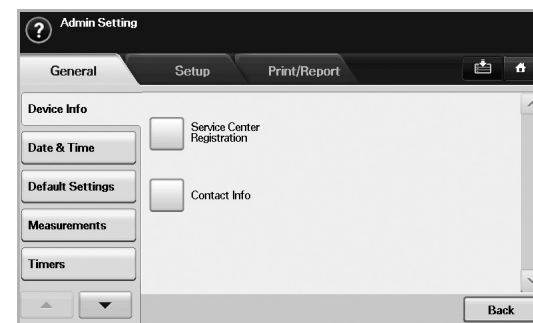 ? Admin Setting
General Setup Print/Report
Device Info
Service Center
Registration
Date & Time
Default Settings
Contact Info
Measurements
Timers
Back